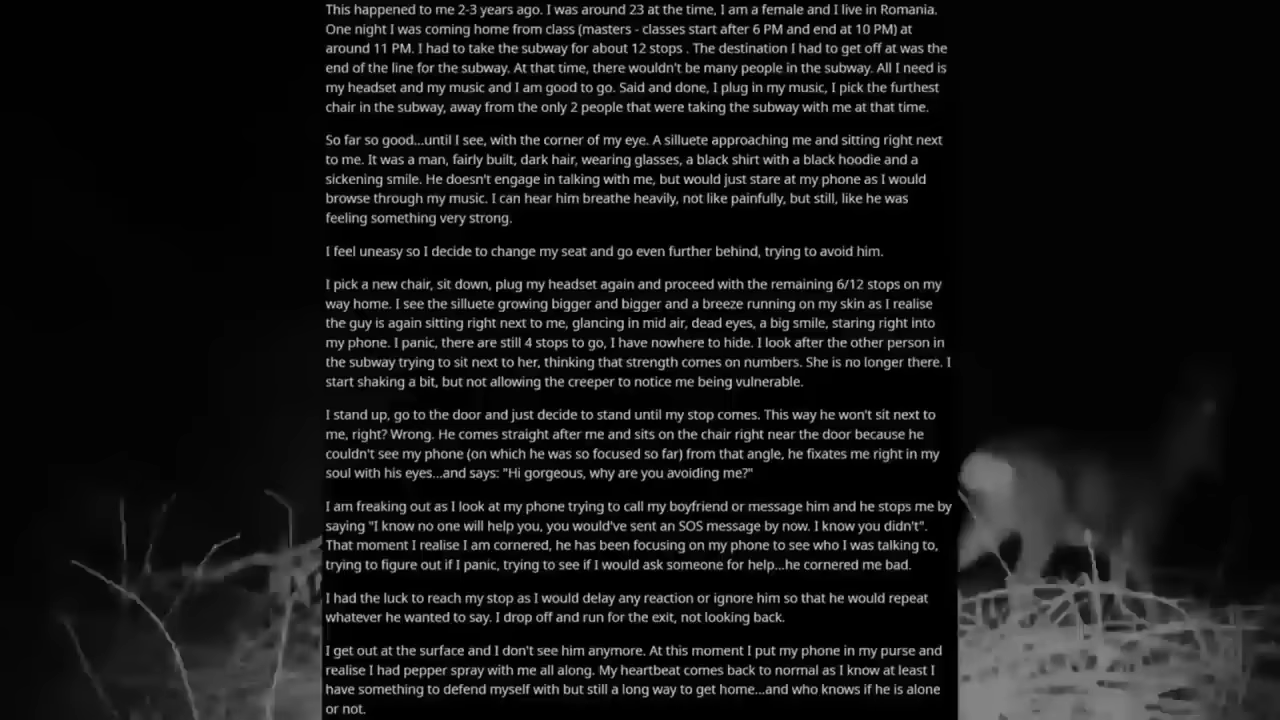 This happened to me 2-3 years ago. I was around 23 at the time, I am a female and I live in Romania.
One night I was coming home from class (masters - classes start after 6 PM and end at 10 PM) at
around 11 PM. I had to take the subway for about 12 stops . The destination I had to get off at was the
end of the line for the subway. At that time, there wouldn't be many people in the subway. All I need is
my headset and my music and I am good to go. Said and done, I plug in my music, I pick the furthest
chair in the subway, away from the only 2 people that were taking the subway with me at that time.
So far so good...until I see, with the corner of my eye. A silluete approaching me and sitting right next
to me. It was a man, fairly built, dark hair, wearing glasses, a black shirt with a black hoodie and a
sickening smile. He doesn't engage in talking with me, but would just stare at my phone as I would
browse through my music. I can hear him breathe heavily, not like painfully, but still, like he was
feeling something very strong.
I feel uneasy so I decide to change my seat and go even further behind, trying to avoid him.
I pick a new chair, sit down, plug my headset again and proceed with the remaining 6/12 stops on my
way home. I see the silluete growing bigger and bigger and a breeze running on my skin as I realise
the guy is again sitting right next to me, glancing in mid air, dead eyes, a big smile, staring right into
my phone. I panic, there are still 4 stops to go, I have nowhere to hide. I look after the other person in
the subway trying to sit next to her, thinking that strength comes on numbers. She is no longer there. I
start shaking a bit, but not allowing the creeper to notice me being vulnerable.
I stand up, go to the door and just decide to stand until my stop comes. This way he won't sit next to
me, right? Wrong. He comes straight after me and sits on the chair right near the door because he
couldn't see my phone (on which he was so focused so far) from that angle, he fixates me right in my
soul with his eyes...and says: "Hi gorgeous, why are you avoiding me?"
I am freaking out as I look at my phone trying to call my boyfriend or message him and he stops me by
saying "I know no one will help you, you would've sent an SOS message by now. I know you didn't".
That moment I realise I am cornered, he has been focusing on my phone to see who I was talking to,
trying to figure out if I panic, trying to see if I would ask someone for help...he cornered me bad.
I had the luck to reach my stop as I would delay any reaction or ignore him so that he would repeat
whatever he wanted to say. I drop off and run for the exit, not looking back.
I get out at the surface and I don't see him anymore. At this moment I put my phone in my purse and
realise I had pepper spray with me all along. My heartbeat comes back to normal as I know at least I
have something to defend myself with but still a long way to get home...and who knows if he is alone
or not.